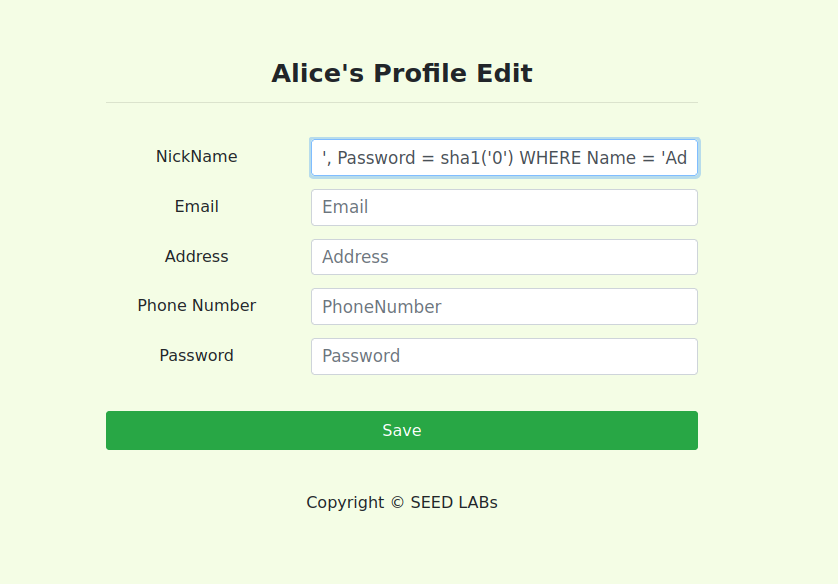 Alice's Profile Edit
NickName ', Password = sha1('0') WHERE Name = 'Ad
Email Email
Address Address
Phone Number PhoneNumber
Password Password
Save
Copyright © SEED LABs